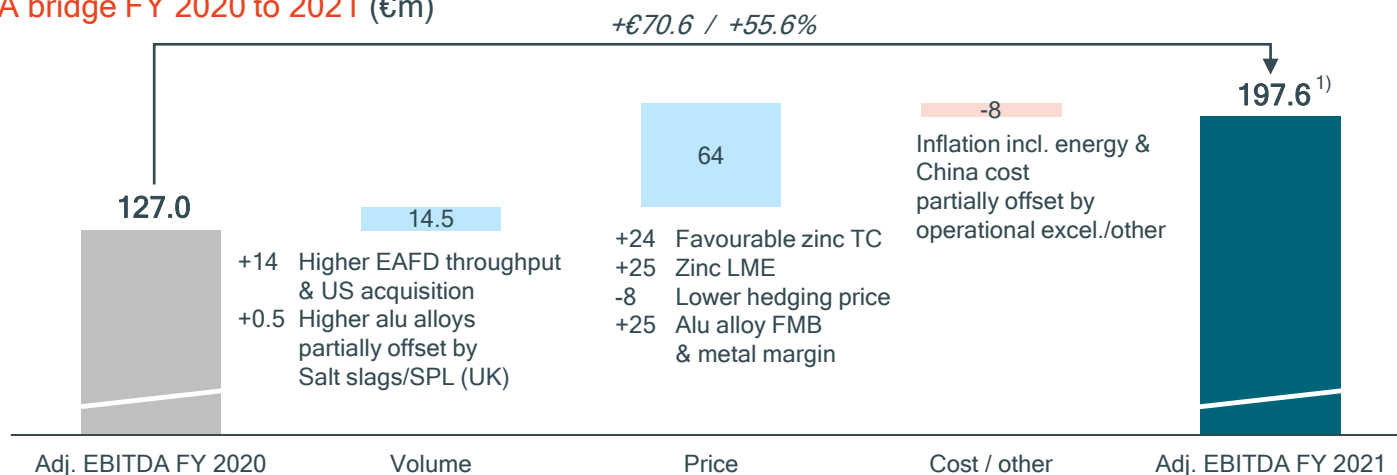 A bridge FY 2020 to 2021 (€m)
+€70.6 / +55.6%
127.0
14.5
+14 Higher EAFD throughput
& US acquisition
+0.5 Higher alu alloys
partially offset by
Salt slags/SPL (UK)
64
+24 Favourable zinc TC
+25 Zinc LME
-8 Lower hedging price
+25 Alu alloy FMB
& metal margin
-8
Inflation incl. energy &
China cost
partially offset by
operational excel./other
197.6 1)
Adj. EBITDA FY 2020
Volume
Price
Cost / other
Adj. EBITDA FY 2021